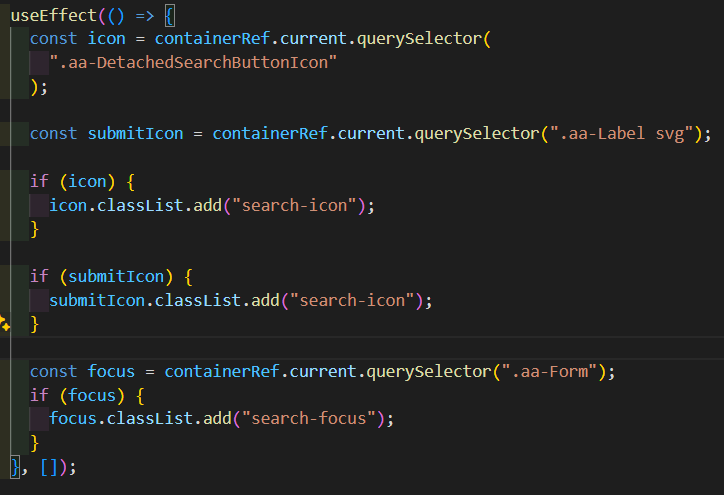 useEffect(() => {
const icon = containerRef.current.querySelector(
".aa-DetachedSearchButtonIcon"
);
const submitIcon = containerRef.current.querySelector(".aa-Label svg");
if (icon) {
icon.classList.add("search-icon");
}
if (submitIcon) {
submitIcon.classList.add("search-icon");
}
const focus = containerRef.current.querySelector(".aa-Form");
if (focus) {
focus.classList.add("search-focus");
}
}, []);